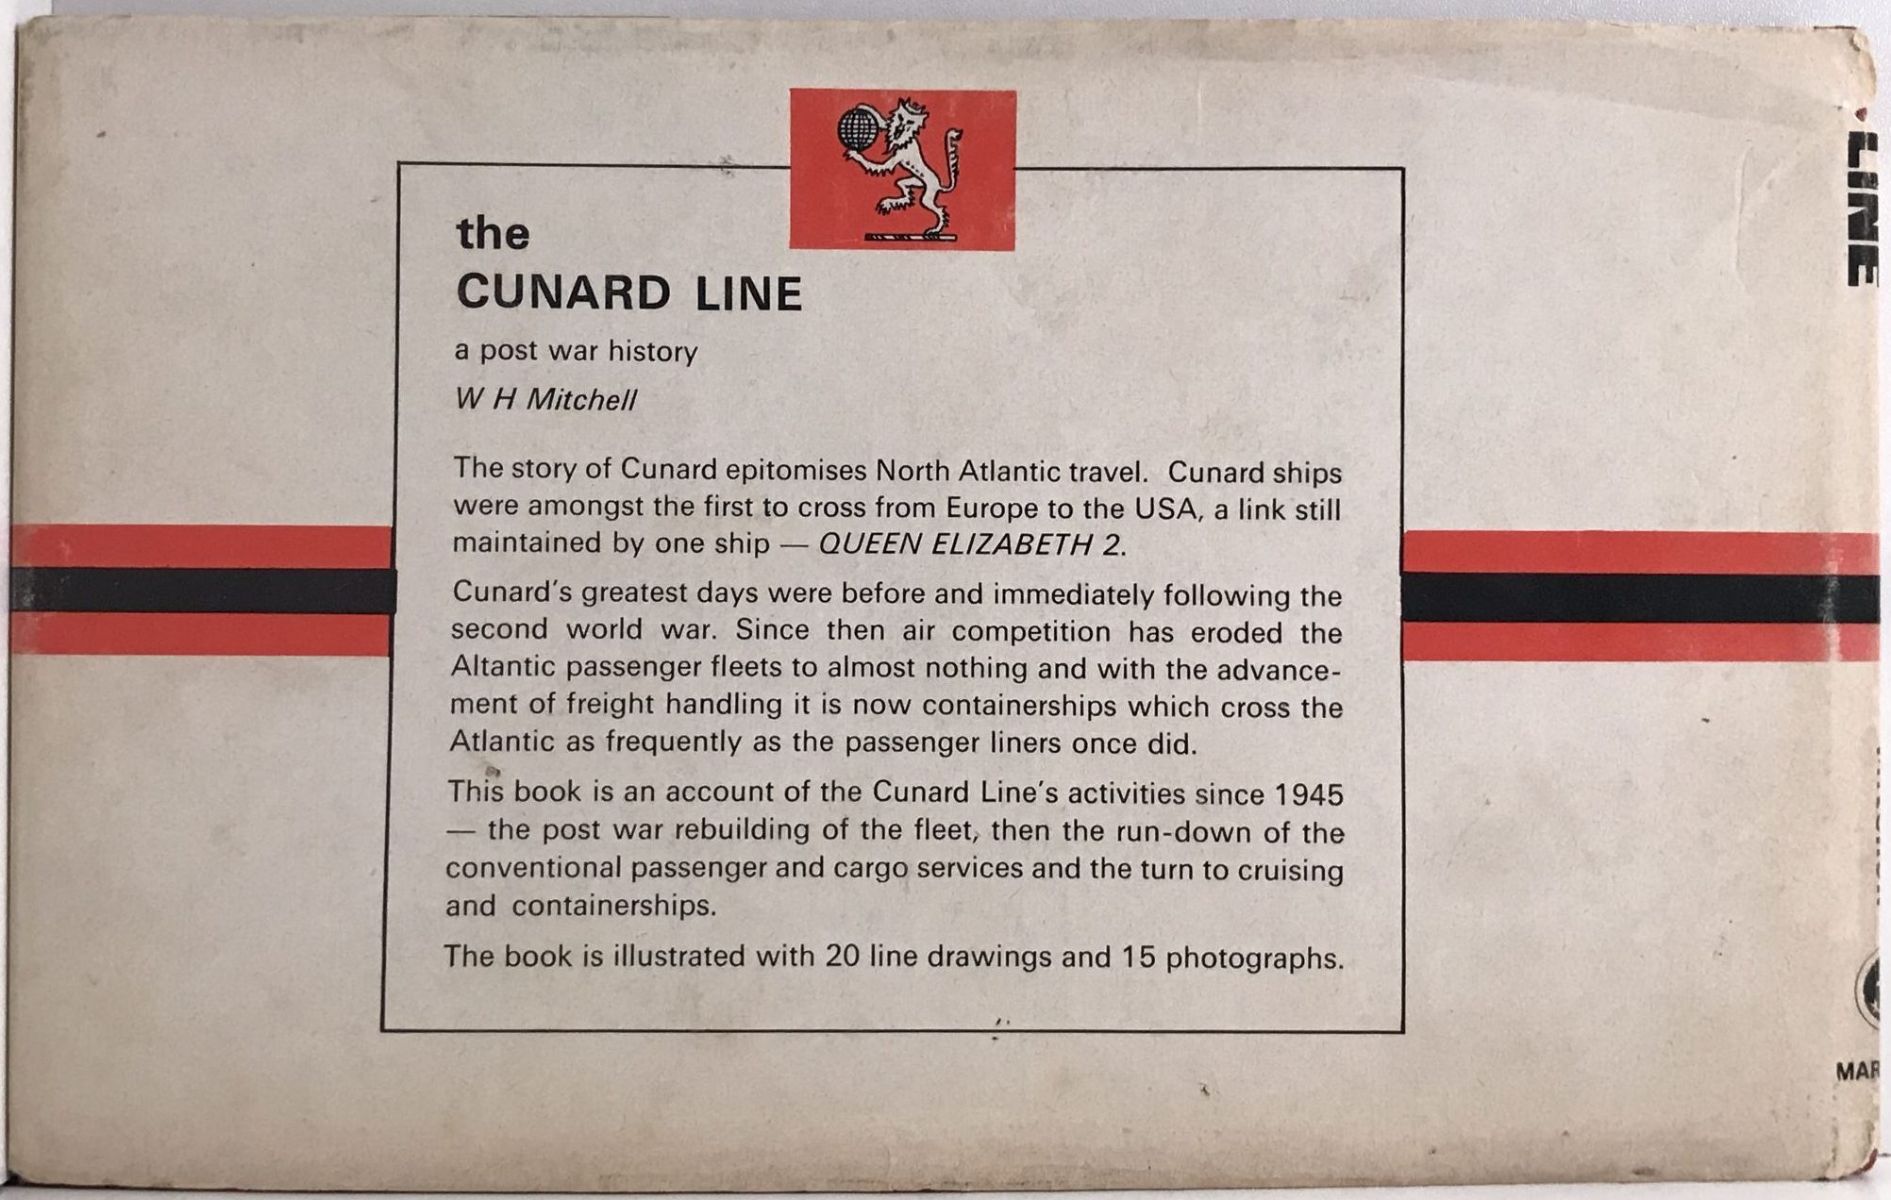 the
CUNARD LINE
a post war history
W H Mitchell
The story of Cunard epitomises North Atlantic travel. Cunard ships
were amongst the first to cross from Europe to the USA, a link still
maintained by one ship — QUEEN ELIZABETH 2.
Cunard's greatest days were before and immediately following the
second world war. Since then air competition has eroded the
Altantic passenger fleets to almost nothing and with the advance-
ment of freight handling it is now containerships which cross the
Atlantic as frequently as the passenger liners once did.
This book is an account of the Cunard Line's activities since 1945
— the post war rebuilding of the fleet, then the run-down of the
conventional passenger and cargo services and the turn to cruising
and containerships.
The book is illustrated with 20 line drawings and 15 photographs.
LINE
MAR